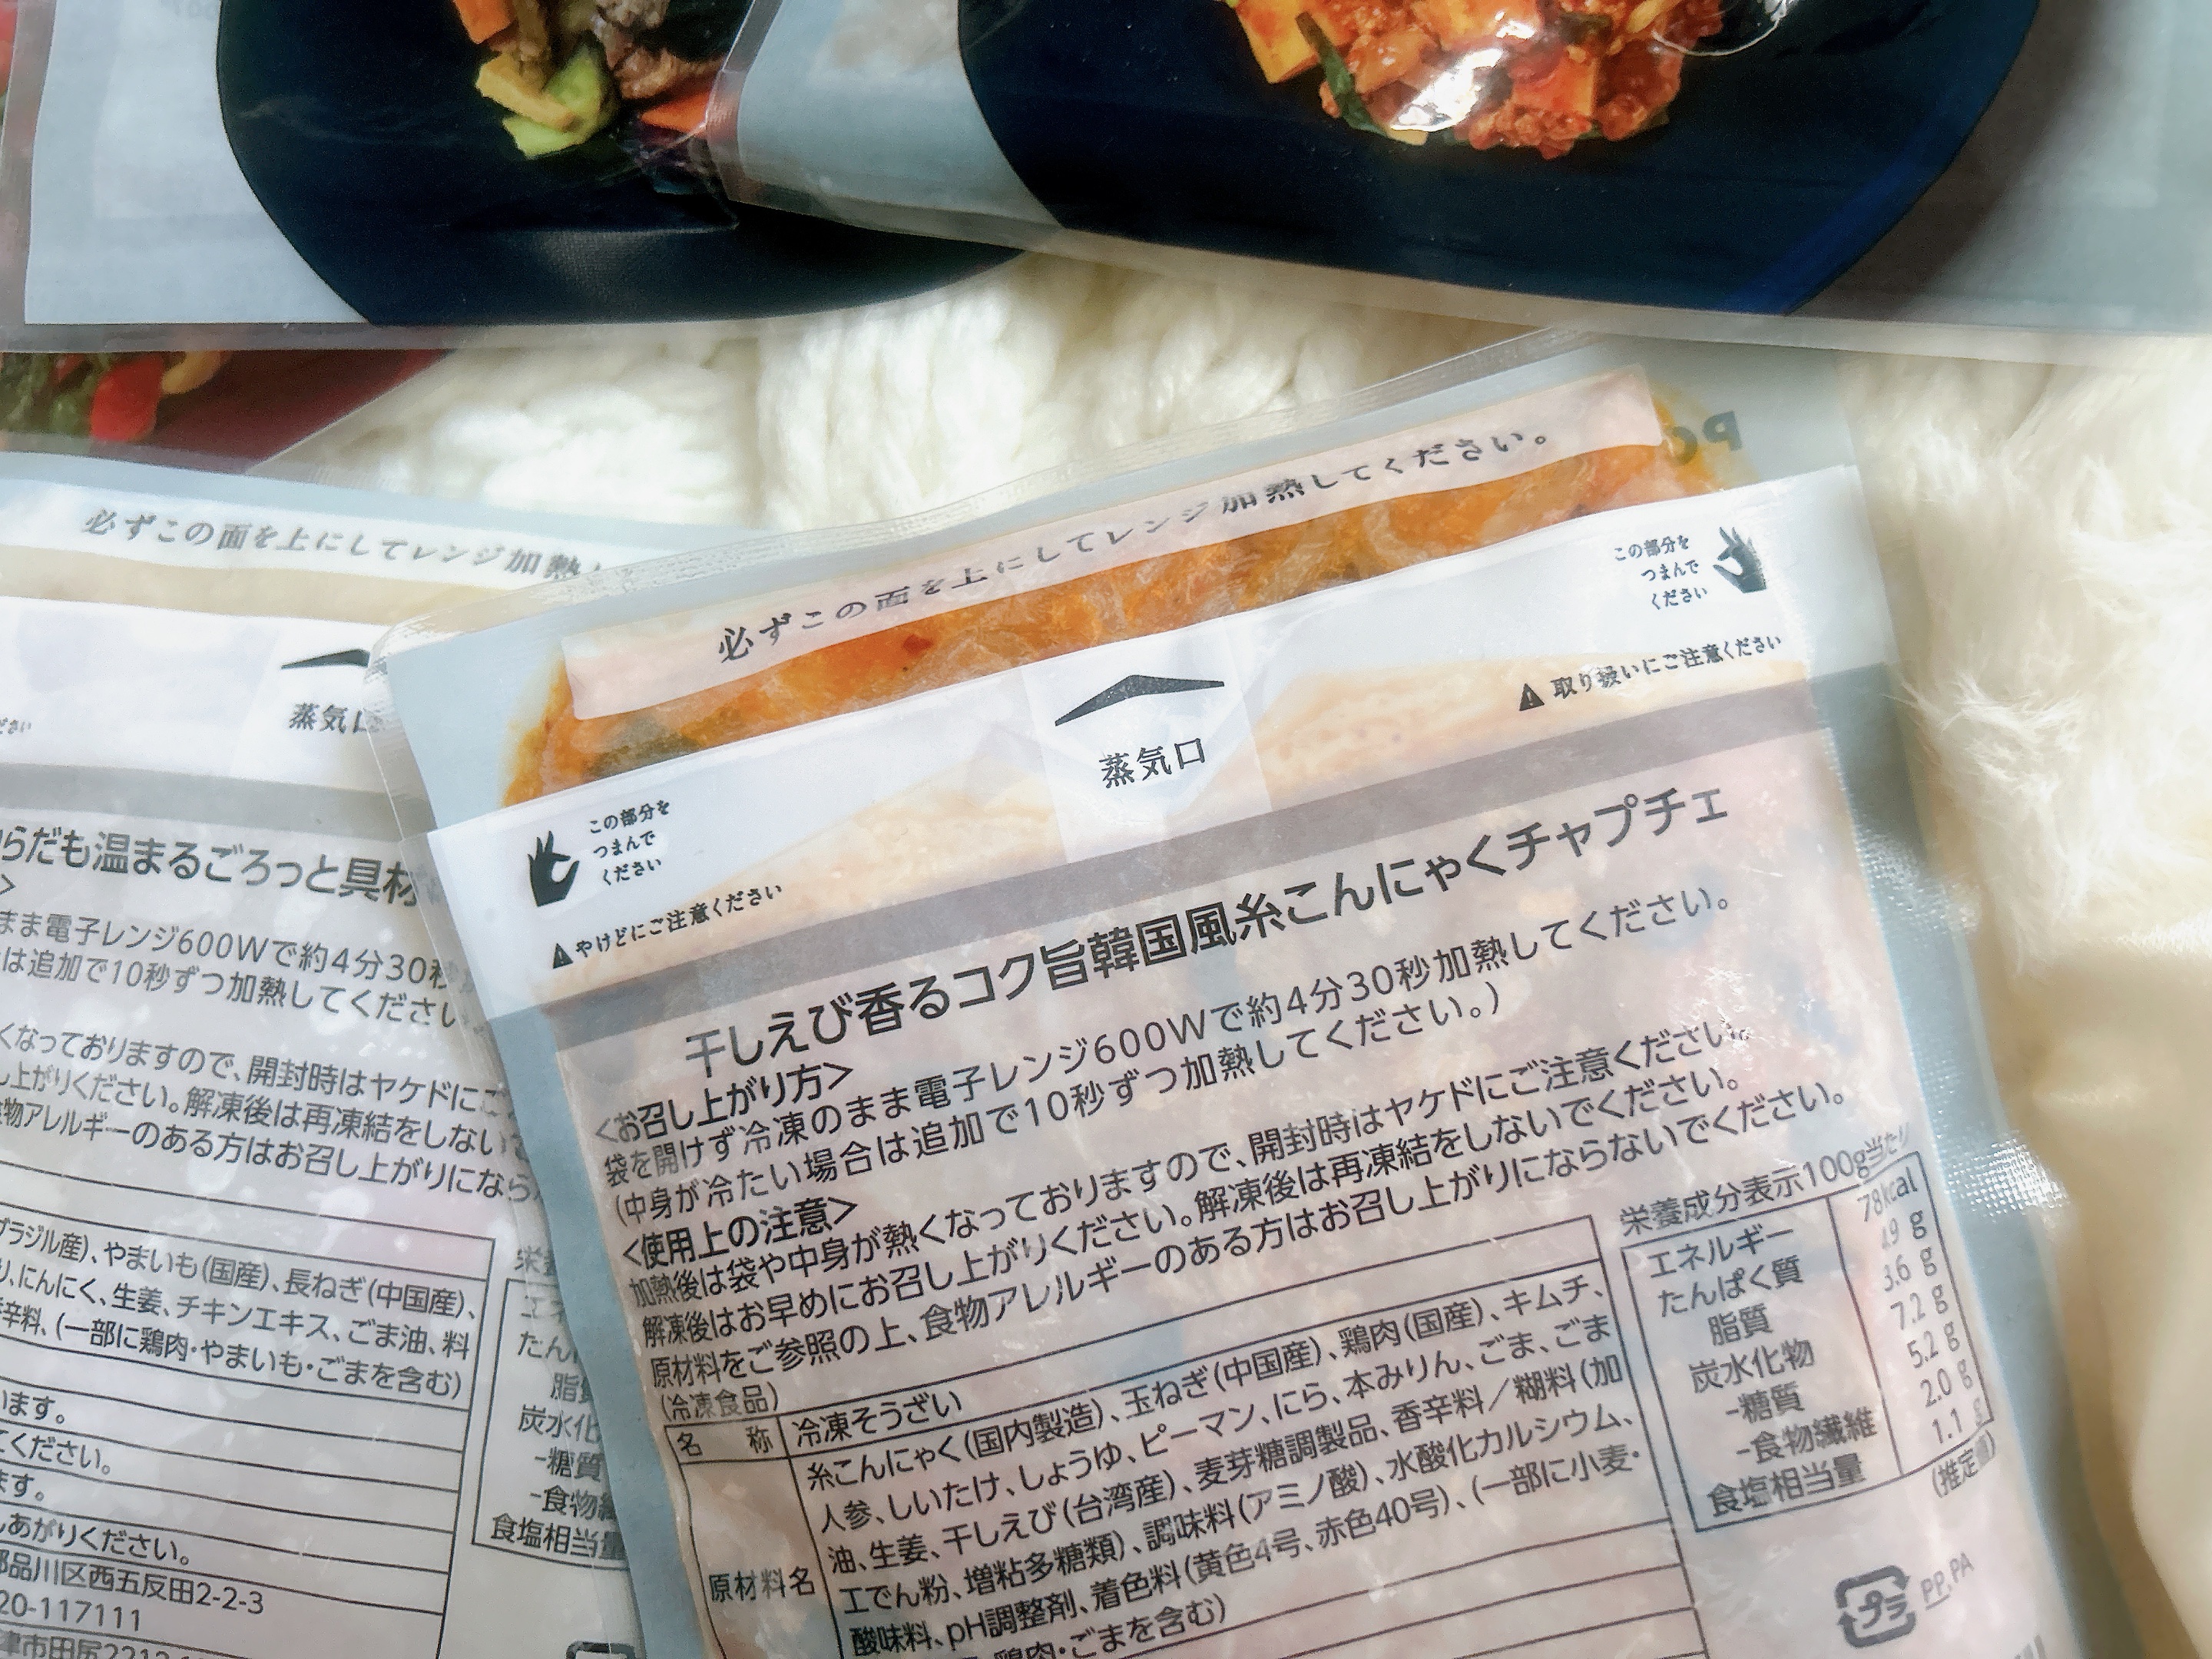 必ずこの面を上にしてレンジ加熱
蒸気口
らだも温まるごろっと具材
まま電子レンジ600Wで約4分30秒
は追加で10秒ずつ加熱してください
くなっておりますので、開封時はヤケドにご
し上がりください。解凍後は再凍結をしない
物アレルギーのある方はお召し上がりになら
ブラジル産)、やまいも(国産)、長ねぎ(中国産)、
り、にんにく、生姜、チキンエキス、ごま油、料
辛料、(一部に鶏肉・やまいも・ごまを含む)
います。
てください。
ます。
しあがりください。
品川区西五反田2-2-3
20-117111
津市田尻2212
栄養
エネ
たん
脂質
炭水化
-糖質
-食物繊
食塩相当量
必ずこの面を上にしてレンジ加熱してください。
この部分を
つまんで
ください
⚠取り扱いにご注意ください
蒸気口
この部分を
つまんで
ください
⚠やけどにご注意ください
干しえび香るコク旨韓国風糸こんにゃくチャプチェ
<お召し上がり方>
袋を開けず冷凍のまま電子レンジ600Wで約4分30秒加熱してください。
(中身が冷たい場合は追加で10秒ずつ加熱してください。)
<使用上の注意>
加熱後は袋や中身が熱くなっておりますので、開封時はヤケドにご注意ください。
解凍後はお早めにお召し上がりください。解凍後は再凍結をしないでください。
原材料をご参照の上、食物アレルギーのある方はお召し上がりにならないでください。
(冷凍食品)
名 称 冷凍そうざい
原材料名
糸こんにゃく(国内製造)、玉ねぎ(中国産)、鶏肉(国産)、キムチ、
人参、しいたけ、しょうゆ、ピーマン、にら、本みりん、ごま、ごま
油、生姜、干しえび(台湾産)、麦芽糖調製品、香辛料/糊料(加
工でん粉、増粘多糖類)、調味料(アミノ酸)、水酸化カルシウム、
酸味料、pH調整剤、着色料(黄色4号、赤色40号)、(一部に小麦・
鶏肉・ごまを含む)
栄養成分表示100g当たり
エネルギー 78kcal
たんぱく質 g
脂質 3.6 g
炭水化物 7.2 g
-糖質 5.2 g
-食物繊維 2.0 g
食塩相当量 1.1 g
(推定値)
プラ
PP,PA